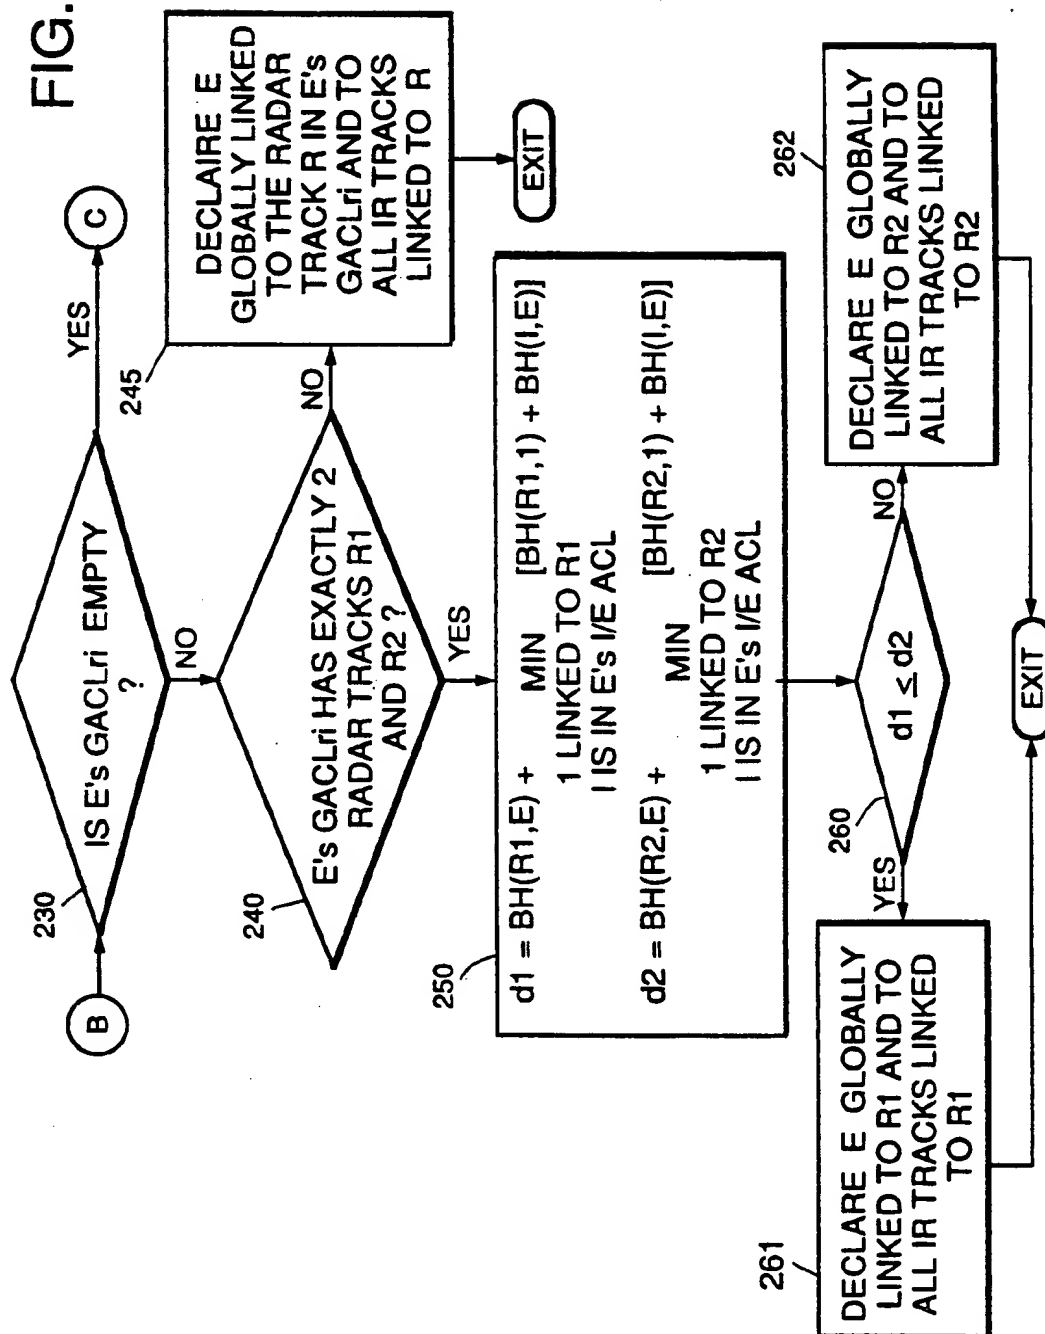 FIG.
B
230
IS E's GACLri EMPTY
?
YES
C
NO
240
E's GACLri HAS EXACTLY 2
RADAR TRACKS R1
AND R2 ?
NO
245
DECLAIRE E
GLOBALLY LINKED
TO THE RADAR
TRACK R IN E's
GACLri AND TO
ALL IR TRACKS
LINKED TO R
EXIT
YES
250
d1 = BH(R1,E) + MIN [BH(R1,1) + BH(I,E)]
1 LINKED TO R1
I IS IN E's I/E ACL
d2 = BH(R2,E) + MIN [BH(R2,1) + BH(I,E)]
1 LINKED TO R2
I IS IN E's I/E ACL
260
d1 ≤ d2
YES
NO
261
DECLARE E GLOBALLY
LINKED TO R1 AND TO
ALL IR TRACKS LINKED
TO R1
262
DECLARE E GLOBALLY
LINKED TO R2 AND TO
ALL IR TRACKS LINKED
TO R2
EXIT